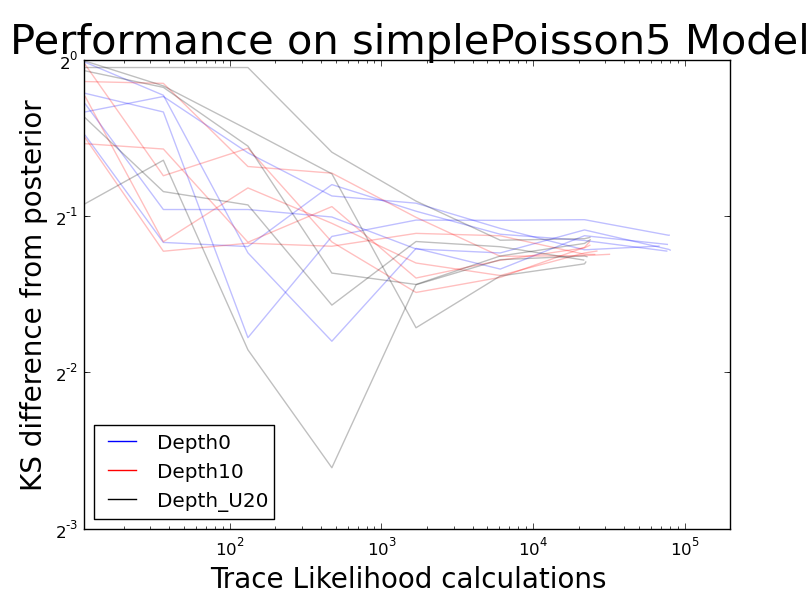 Performance on simplePoisson5 Model
KS difference from posterior
2^0
2^-1
2^-2
2^-3
Depth0
Depth10
Depth_U20
10^2
10^3
10^4
10^5
Trace Likelihood calculations